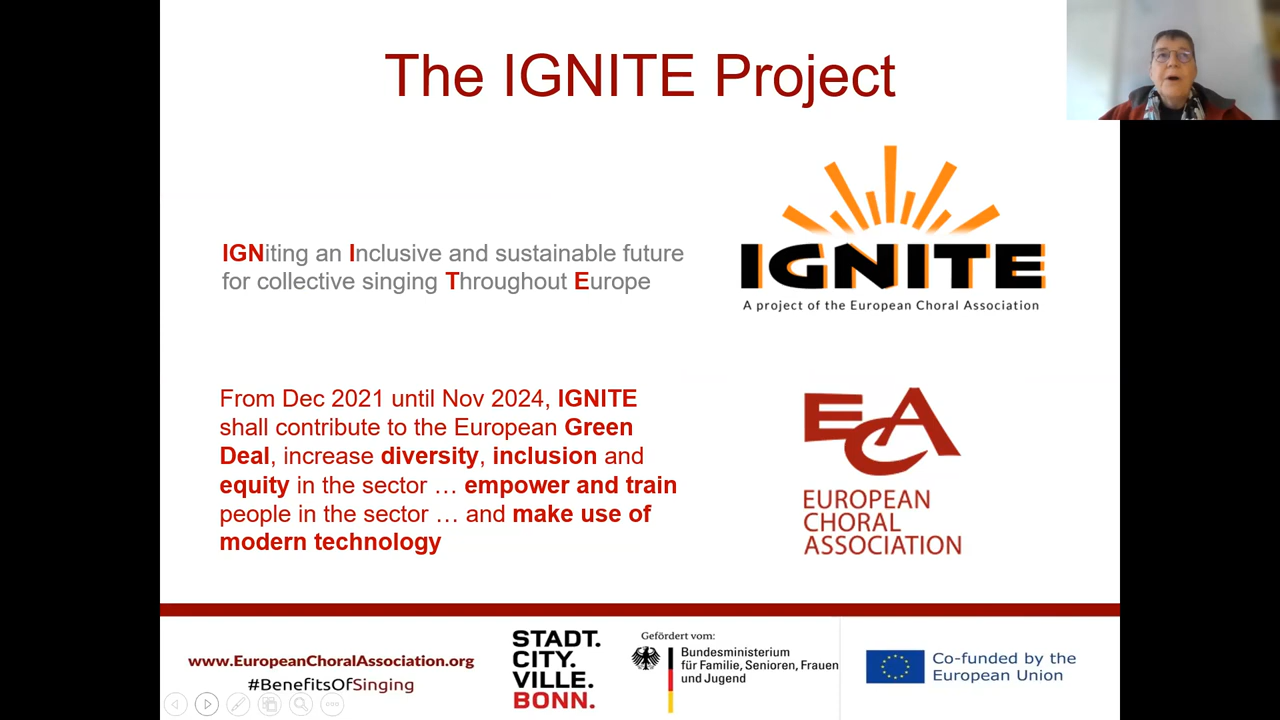 The IGNITE Project
IGNiting an Inclusive and sustainable future
for collective singing Throughout Europe
IGNITE
A project of the European Choral Association
From Dec 2021 until Nov 2024, IGNITE
shall contribute to the European Green
Deal, increase diversity, inclusion and
equity in the sector … empower and train
people in the sector … and make use of
modern technology
ECA
EUROPEAN
CHORAL
ASSOCIATION
www.EuropeanChoralAssociation.org
#BenefitsOfSinging
STADT.
CITY.
VILLE.
BONN.
Gefördert vom:
Bundesministerium
für Familie, Senioren, Frauen
und Jugend
Co-funded by the
European Union